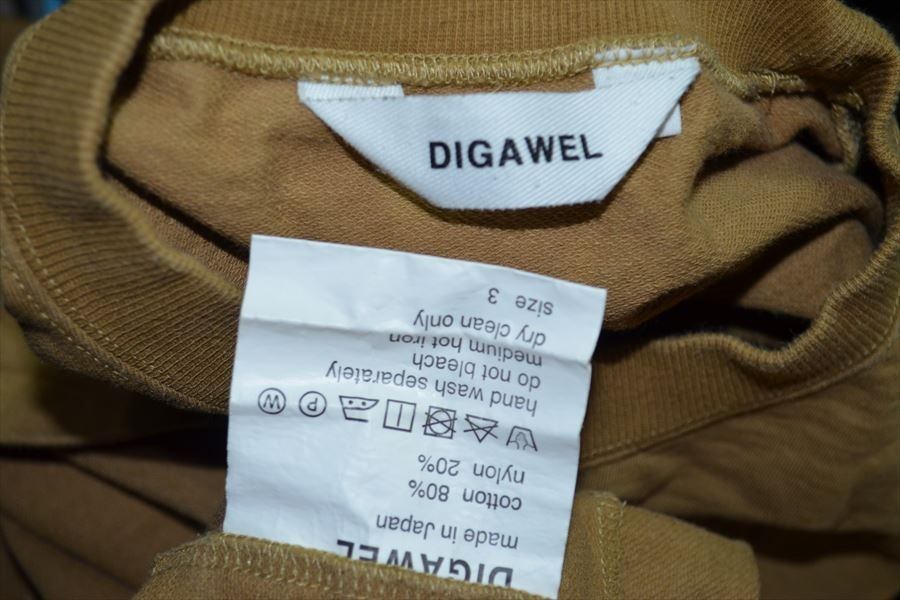 DIGAWEL
DIGAWEL
made in Japan
cotton 80%
nylon 20%
W P
hand wash separately
do not bleach
medium hot iron
dry clean only
size 3